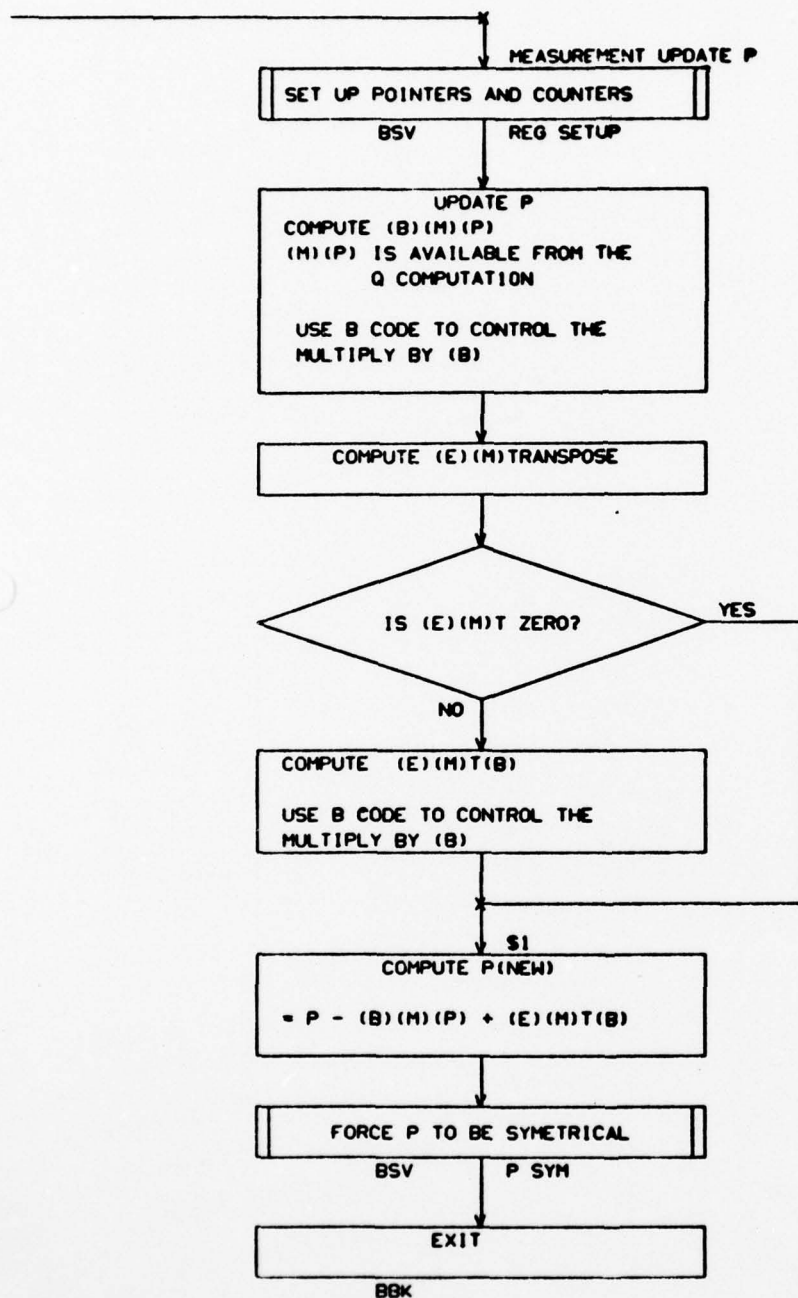 MEASUREMENT UPDATE P
SET UP POINTERS AND COUNTERS
BSV REG SETUP
UPDATE P
COMPUTE (B)(M)(P)
(M)(P) IS AVAILABLE FROM THE
Q COMPUTATION
USE B CODE TO CONTROL THE
MULTIPLY BY (B)
COMPUTE (E)(M)TRANSPOSE
IS (E)(M)T ZERO?
YES
NO
COMPUTE (E)(M)T(B)
USE B CODE TO CONTROL THE
MULTIPLY BY (B)
$1
COMPUTE P(NEW)
= P - (B)(M)(P) + (E)(M)T(B)
FORCE P TO BE SYMETRICAL
BSV P SYM
EXIT
BBK